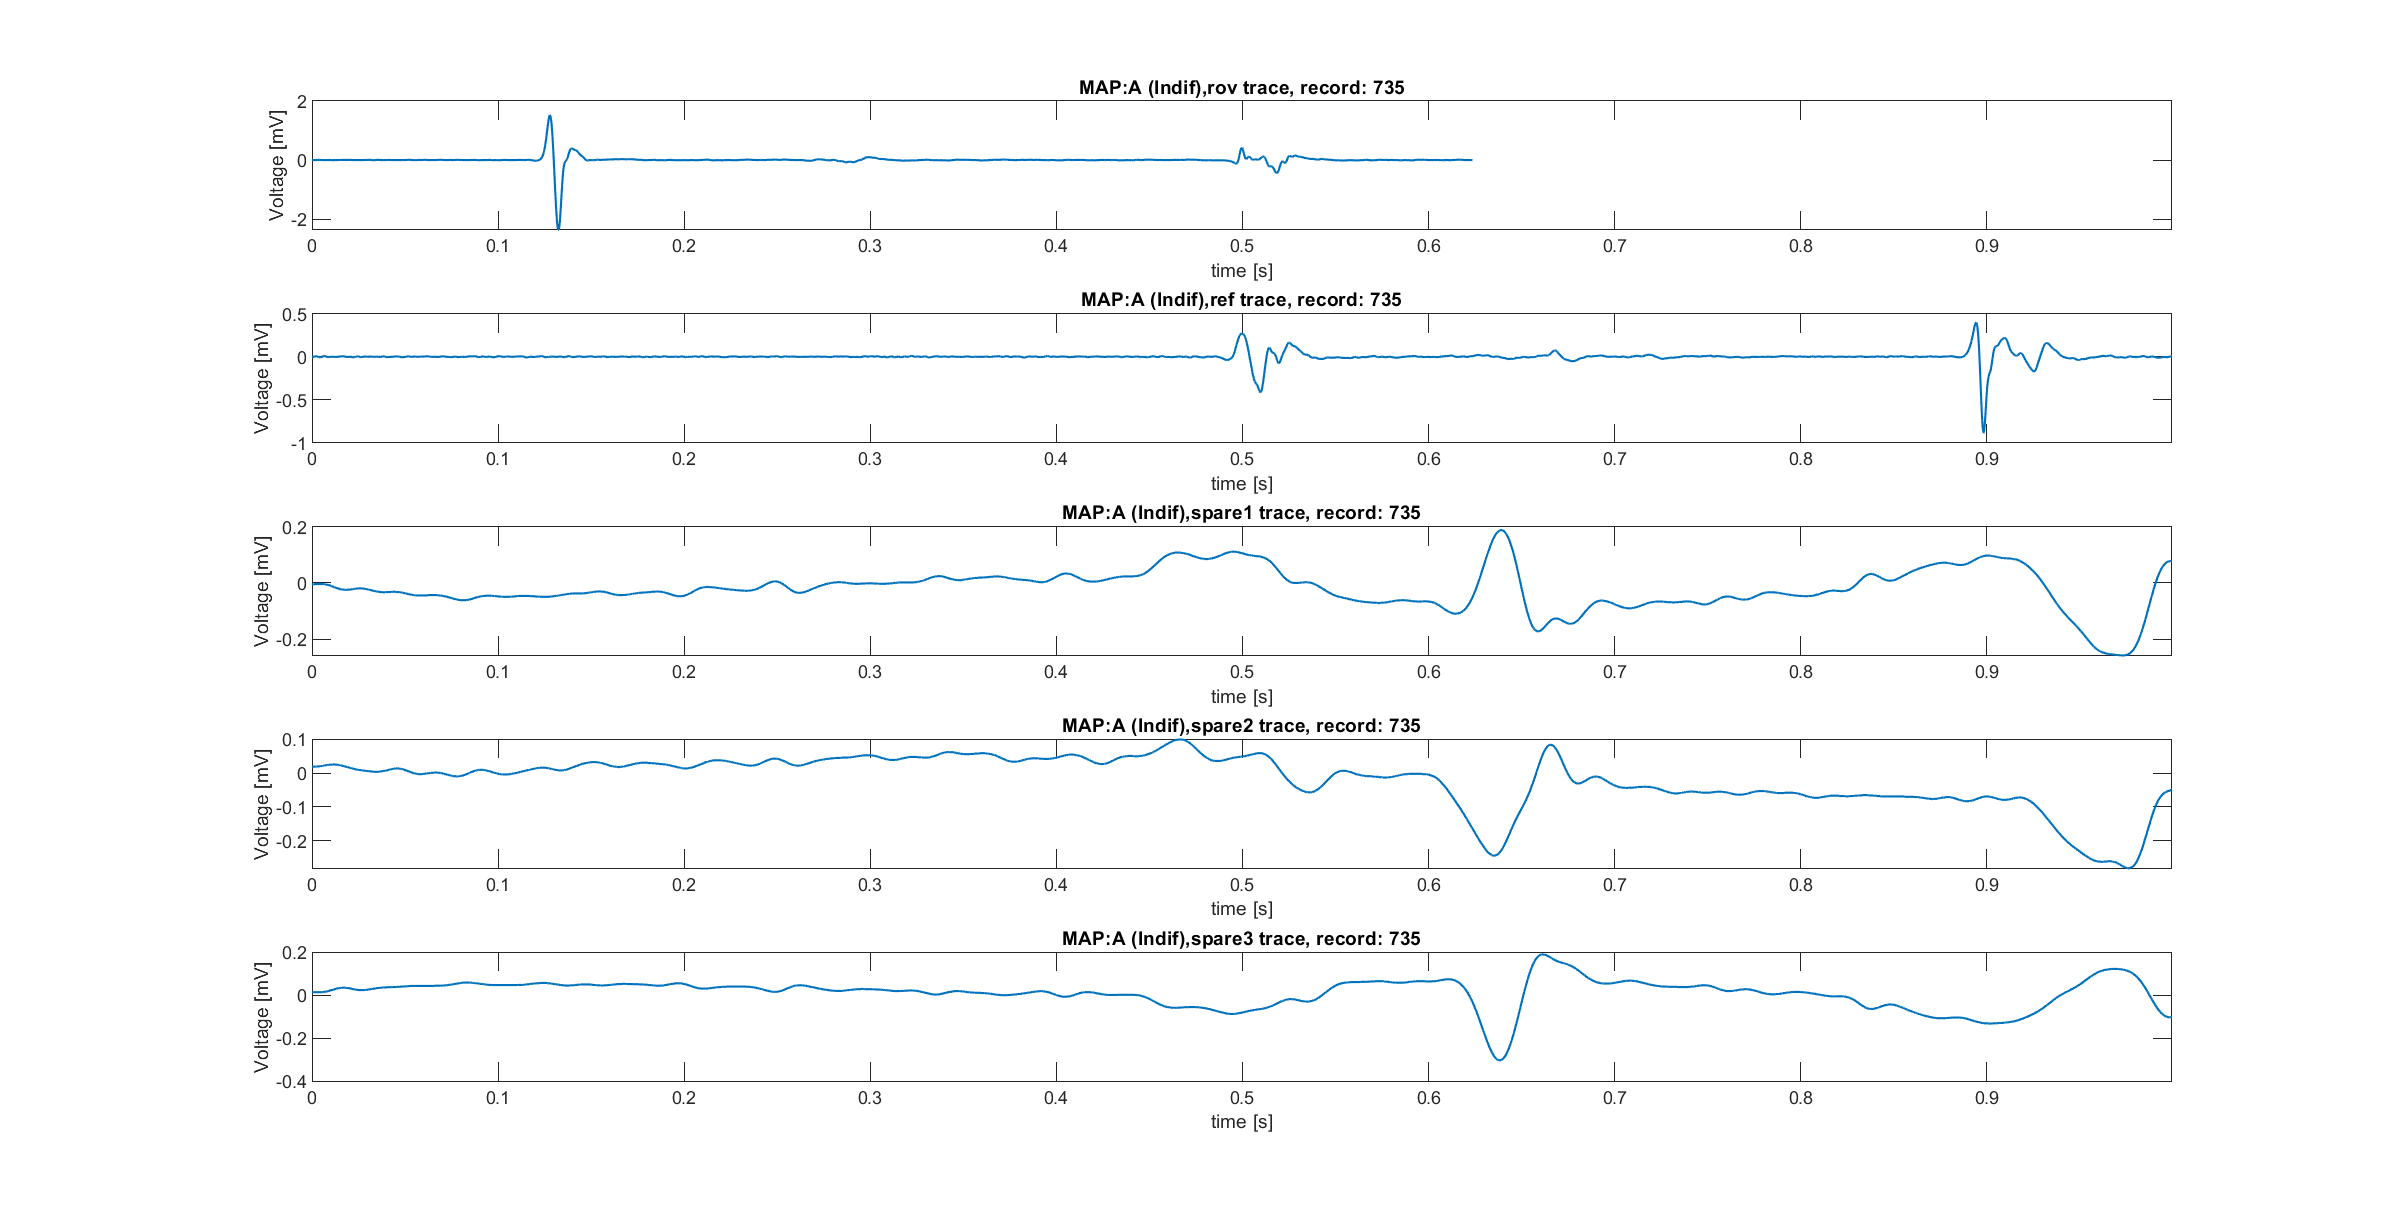 MAP:A (Indif),rov trace, record: 735
Voltage [mV]
2
0
-2
0 0.1 0.2 0.3 0.4 0.5 0.6 0.7 0.8 0.9
time [s]
MAP:A (Indif),ref trace, record: 735
Voltage [mV]
0.5
0
-0.5
-1
0 0.1 0.2 0.3 0.4 0.5 0.6 0.7 0.8 0.9
time [s]
MAP:A (Indif),spare1 trace, record: 735
Voltage [mV]
0.2
0
-0.2
0 0.1 0.2 0.3 0.4 0.5 0.6 0.7 0.8 0.9
time [s]
MAP:A (Indif),spare2 trace, record: 735
Voltage [mV]
0.1
0
-0.1
-0.2
0 0.1 0.2 0.3 0.4 0.5 0.6 0.7 0.8 0.9
time [s]
MAP:A (Indif),spare3 trace, record: 735
Voltage [mV]
0.2
0
-0.2
-0.4
0 0.1 0.2 0.3 0.4 0.5 0.6 0.7 0.8 0.9
time [s]